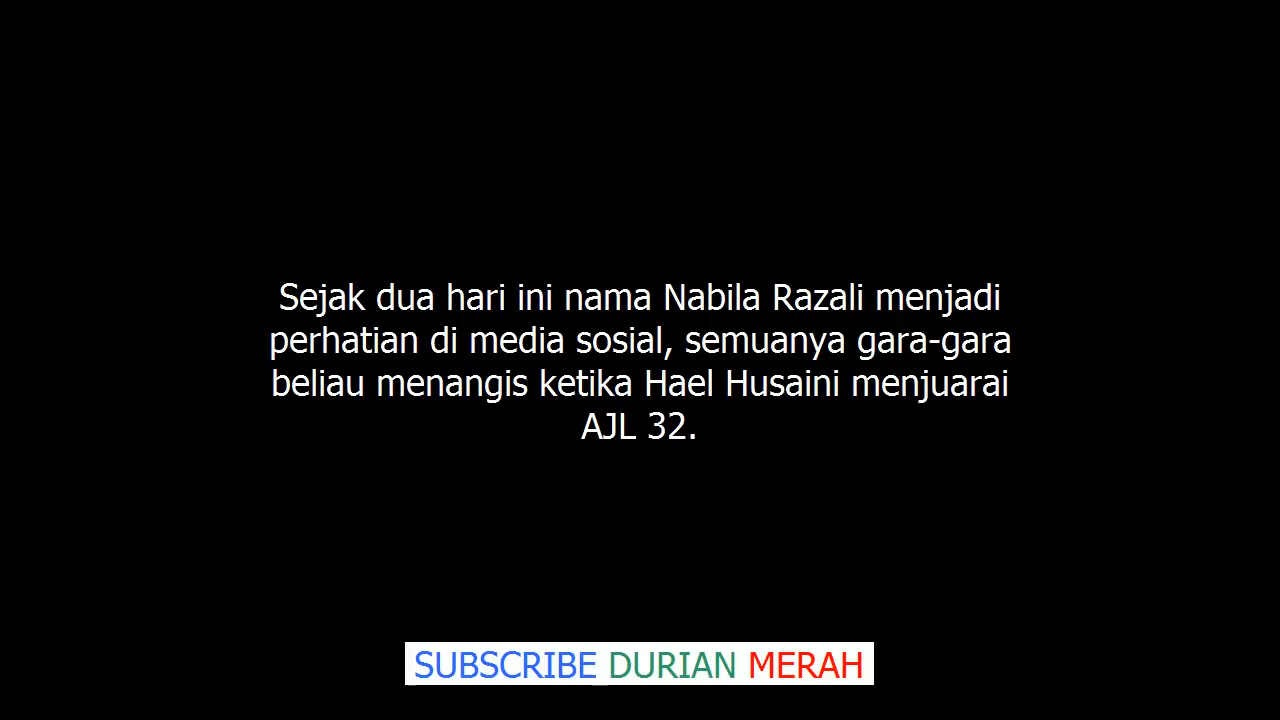 Sejak dua hari ini nama Nabila Razali menjadi
perhatian di media sosial, semuanya gara-gara
beliau menangis ketika Hael Husaini menjuarai
AJL 32.
SUBSCRIBE DURIAN MERAH